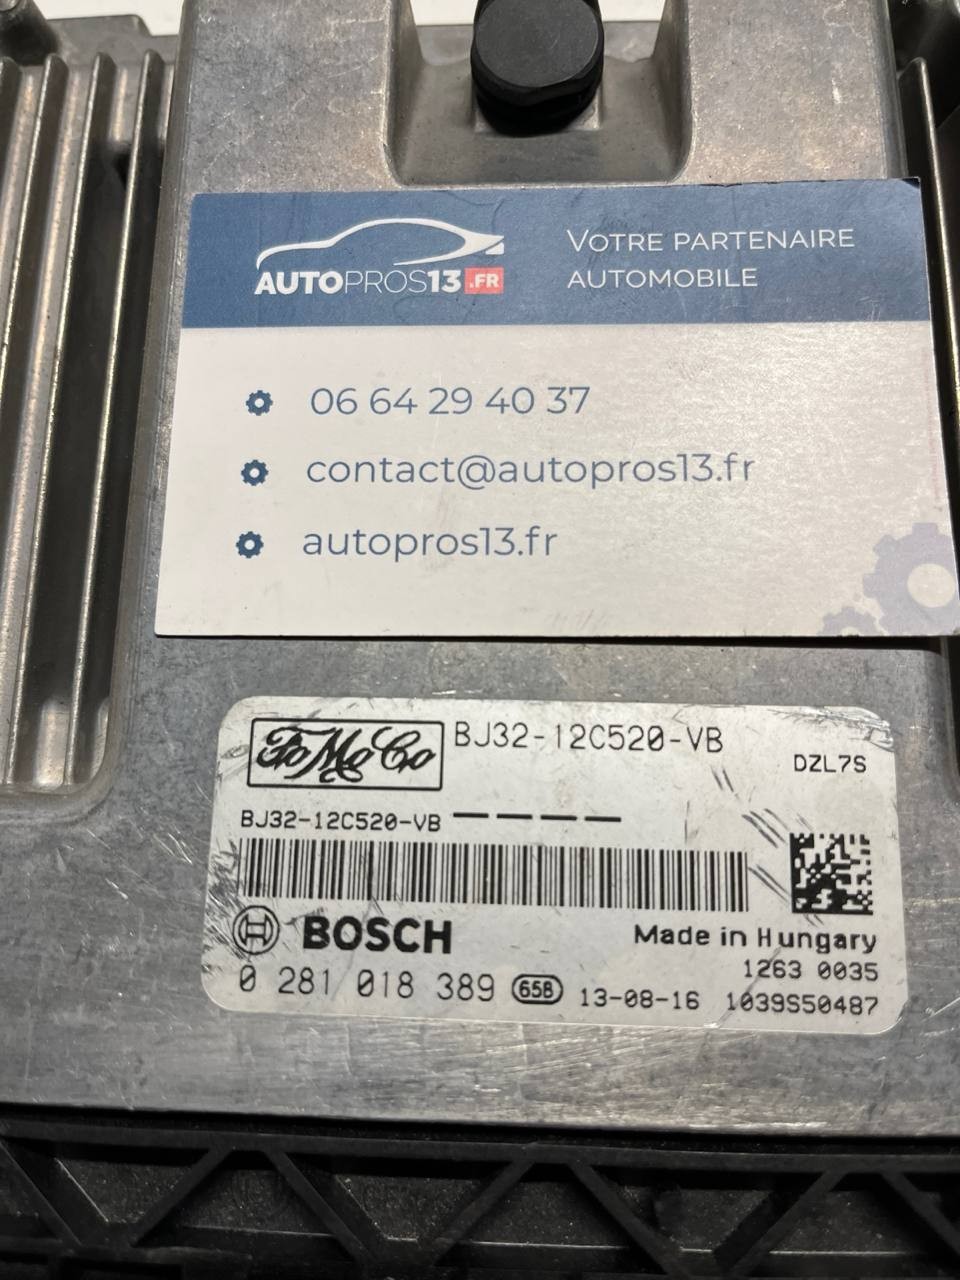 AUTOPROS13.FR
VOTRE PARTENAIRE
AUTOMOBILE
06 64 29 40 37
contact@autopros13.fr
autopros13.fr
FoMoCo BJ32-12C520-VB
DZL7S
BJ32-12C520-VB — — — —
BOSCH
Made in Hungary
1263 0035
0 281 018 389 65B 13-08-16 1039S50487